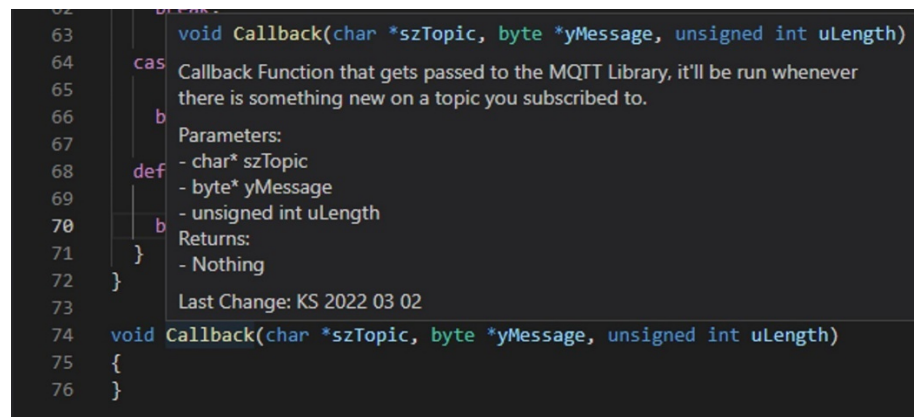 63 void Callback(char *szTopic, byte *yMessage, unsigned int uLength)
64 cas Callback Function that gets passed to the MQTT Library, it'll be run whenever
65 there is something new on a topic you subscribed to.
66 b
67 Parameters:
68 def - char* szTopic
69 - byte* yMessage
70 b - unsigned int uLength
Returns:
71 }
- Nothing
72 }
73 Last Change: KS 2022 03 02
74 void Callback(char *szTopic, byte *yMessage, unsigned int uLength)
75 {
76 }